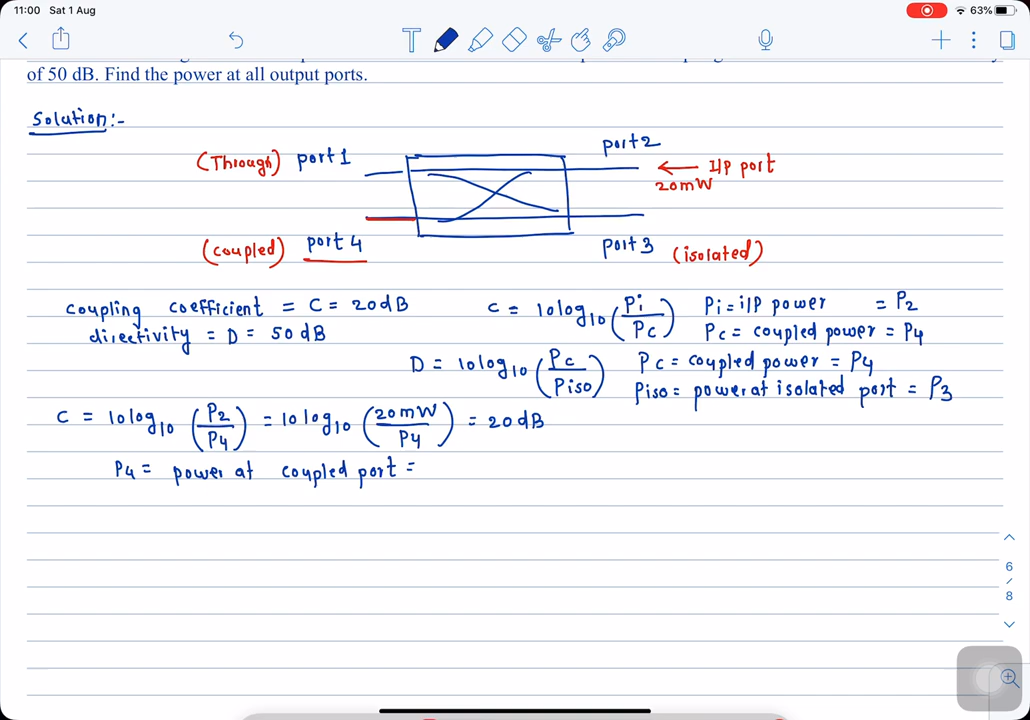 11:00 Sat 1 Aug
63%
of 50 dB. Find the power at all output ports.
Solution:-
(Through) port 1
port 2
← I/P port
20mW
(coupled) port 4
port 3 (isolated)
coupling coefficient = C = 20dB
directivity = D = 50dB
C = 10log10 (Pi/Pc) Pi = i/P power = P2
Pc = coupled power = P4
D = 10log10 (Pc/Piso) Pc = coupled power = P4
Piso = power at isolated port = P3
C = 10log10 (P2/P4) = 10log10 (20mW/P4) = 20dB
P4 = power at coupled port =
6
/
8